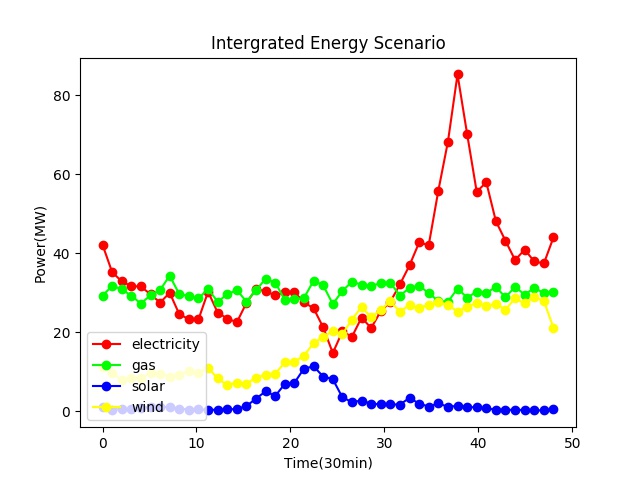 Intergrated Energy Scenario
Power(MW)
80
60
40
20
0
electricity
gas
solar
wind
0 10 20 30 40 50
Time(30min)